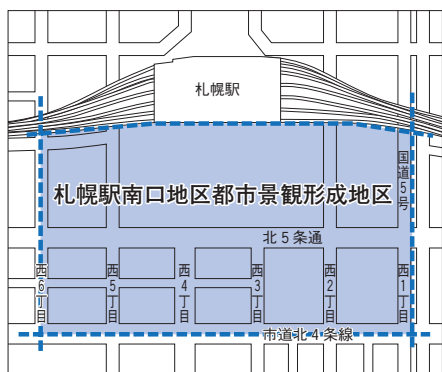 札幌駅
国道5号
札幌駅南口地区都市景観形成地区
北5条通
西6丁目
西5丁目
西4丁目
西3丁目
西2丁目
西1丁目
市道北4条線